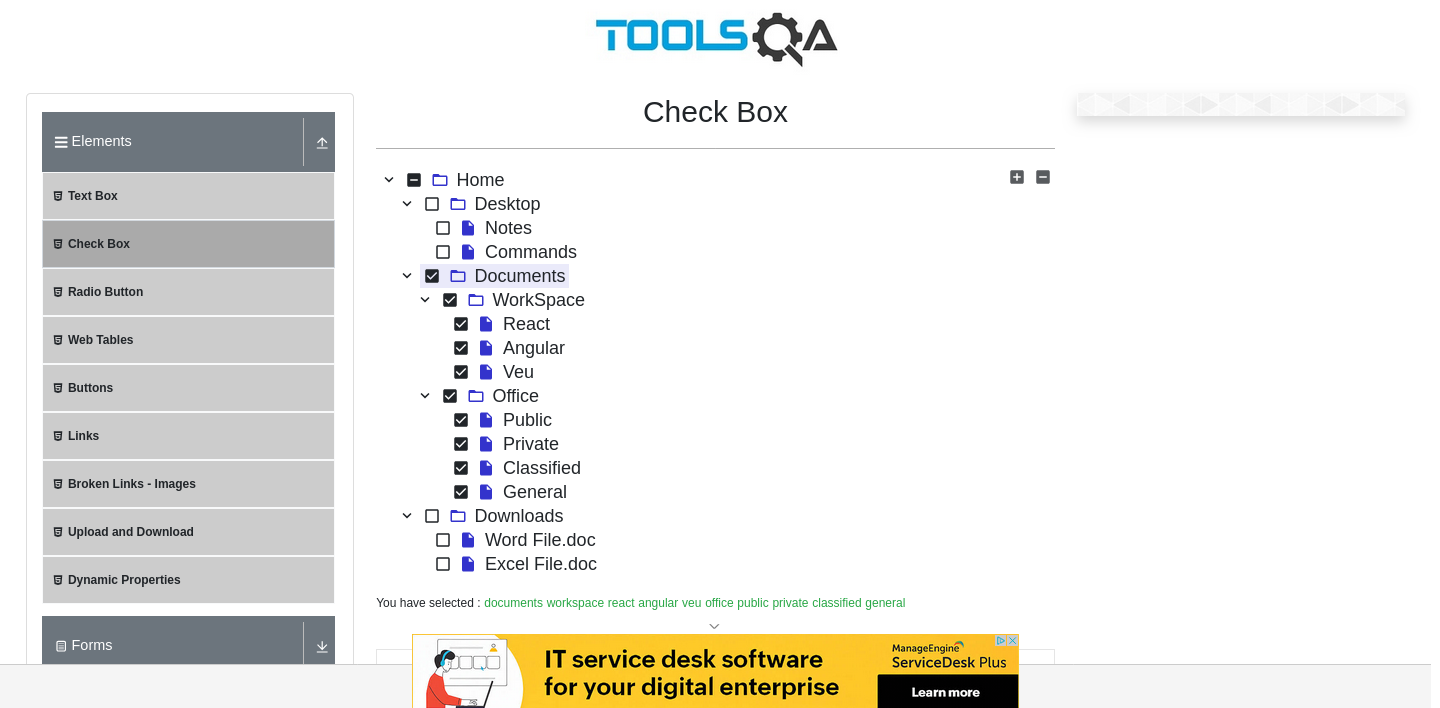 TOOLSQA
Elements
Text Box
Check Box
Radio Button
Web Tables
Buttons
Links
Broken Links - Images
Upload and Download
Dynamic Properties
Forms
Check Box
Home
Desktop
Notes
Commands
Documents
WorkSpace
React
Angular
Veu
Office
Public
Private
Classified
General
Downloads
Word File.doc
Excel File.doc
You have selected : documents workspace react angular veu office public private classified general
IT service desk software
for your digital enterprise
ManageEngine
ServiceDesk Plus
Learn more